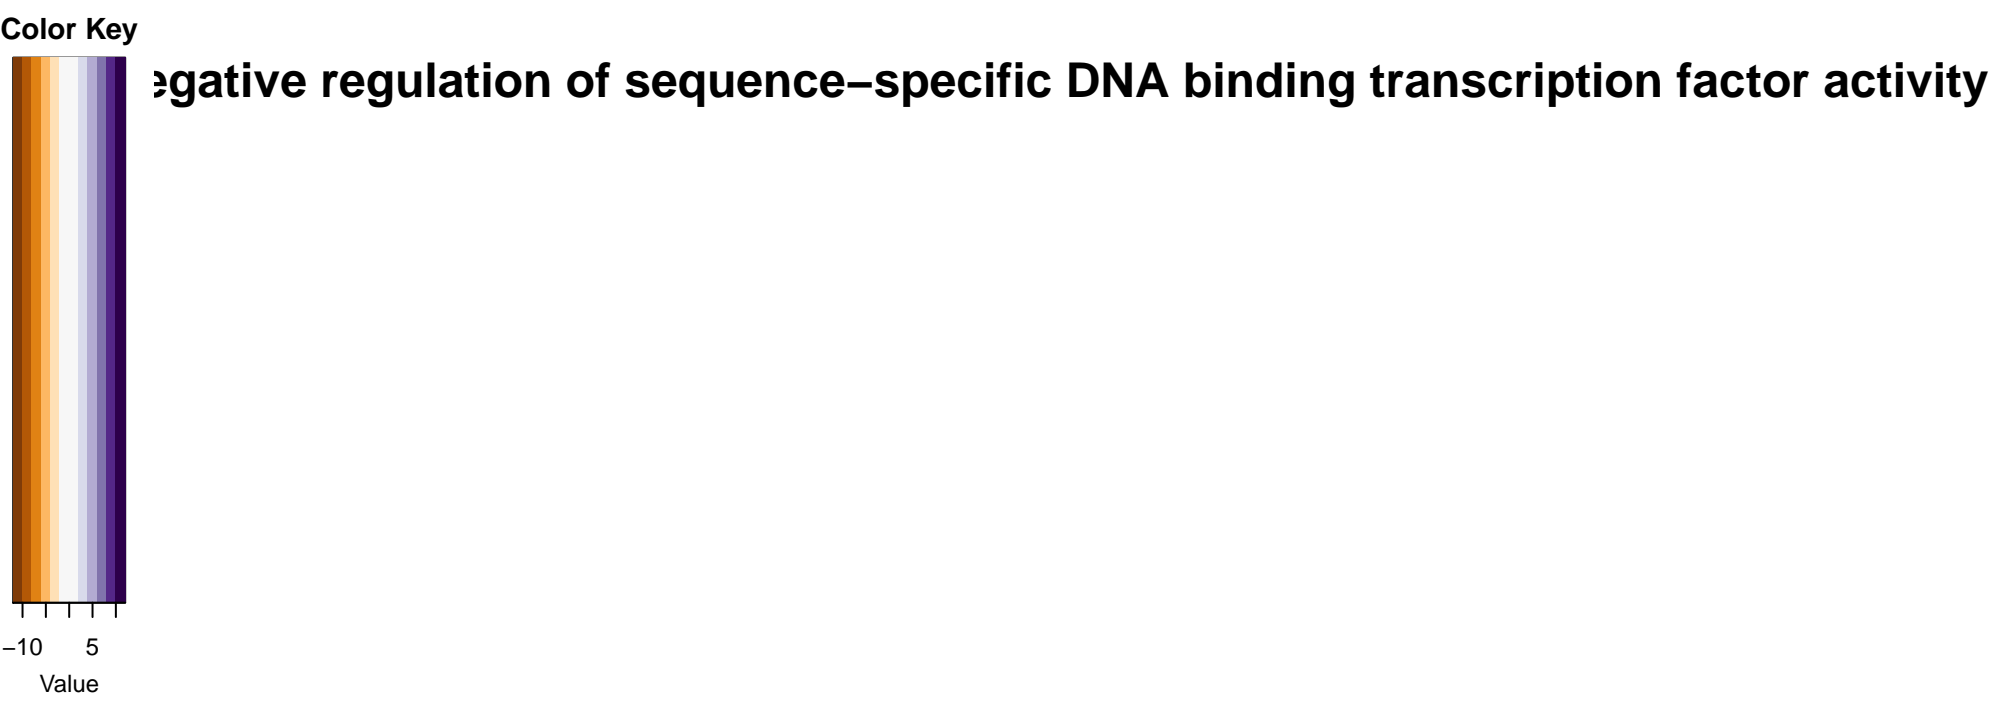 Color Key
egative regulation of sequence−specific DNA binding transcription factor activity
−10 5
Value